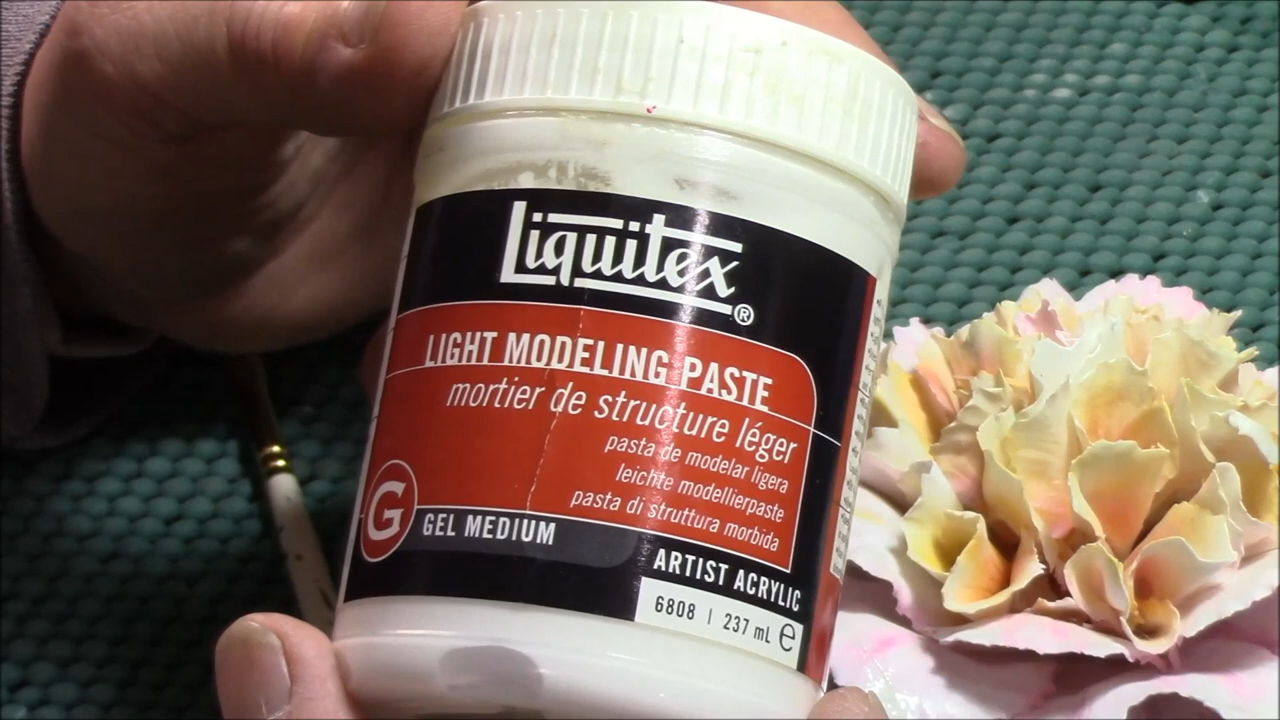 Liquitex®
LIGHT MODELING PASTE
mortier de structure léger
pasta de modelar ligera
leichte modellierpaste
pasta di struttura morbida
G GEL MEDIUM
ARTIST ACRYLIC
6808 | 237 mL e